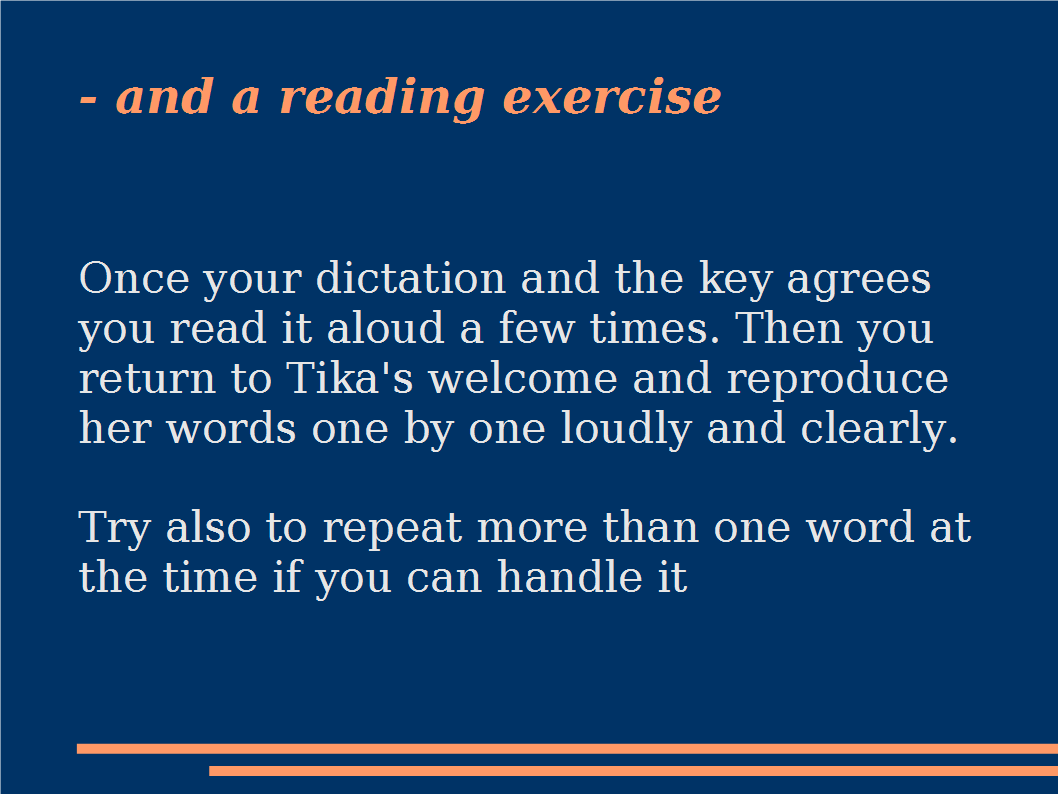 - and a reading exercise
Once your dictation and the key agrees
you read it aloud a few times. Then you
return to Tika's welcome and reproduce
her words one by one loudly and clearly.
Try also to repeat more than one word at
the time if you can handle it